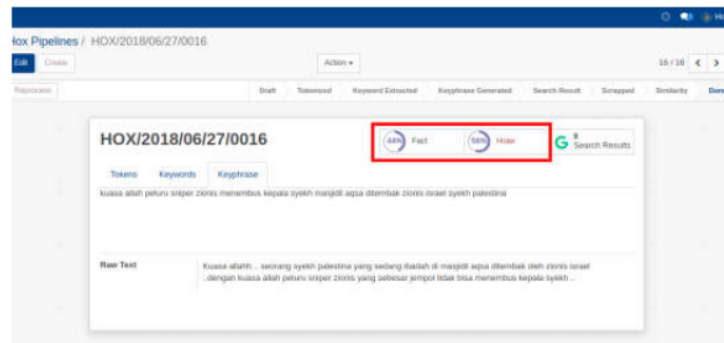 Hox Pipelines / HOX/2018/06/27/0016
Edit Create
Action
16 / 16
Reprocess
Draft Tokenized Keyword Extracted Keyphrase Generated Search Result Scrapped Similarity Done
HOX/2018/06/27/0016
44% Fact
56% Hoax
9
Search Results
Tokens Keywords Keyphrase
kuasa allah peluru sniper zionis menembus kepala syekh masjidil aqsa ditembak zionis israel syekh palestina
Raw Text
Kuasa allahh... seorang syekh palestina yang sedang ibadah di masjidil aqsa ditembak oleh zionis israel
..dengan kuasa allah peluru sniper zionis yang sebesar jempol tidak bisa menembus kepala syekh ..